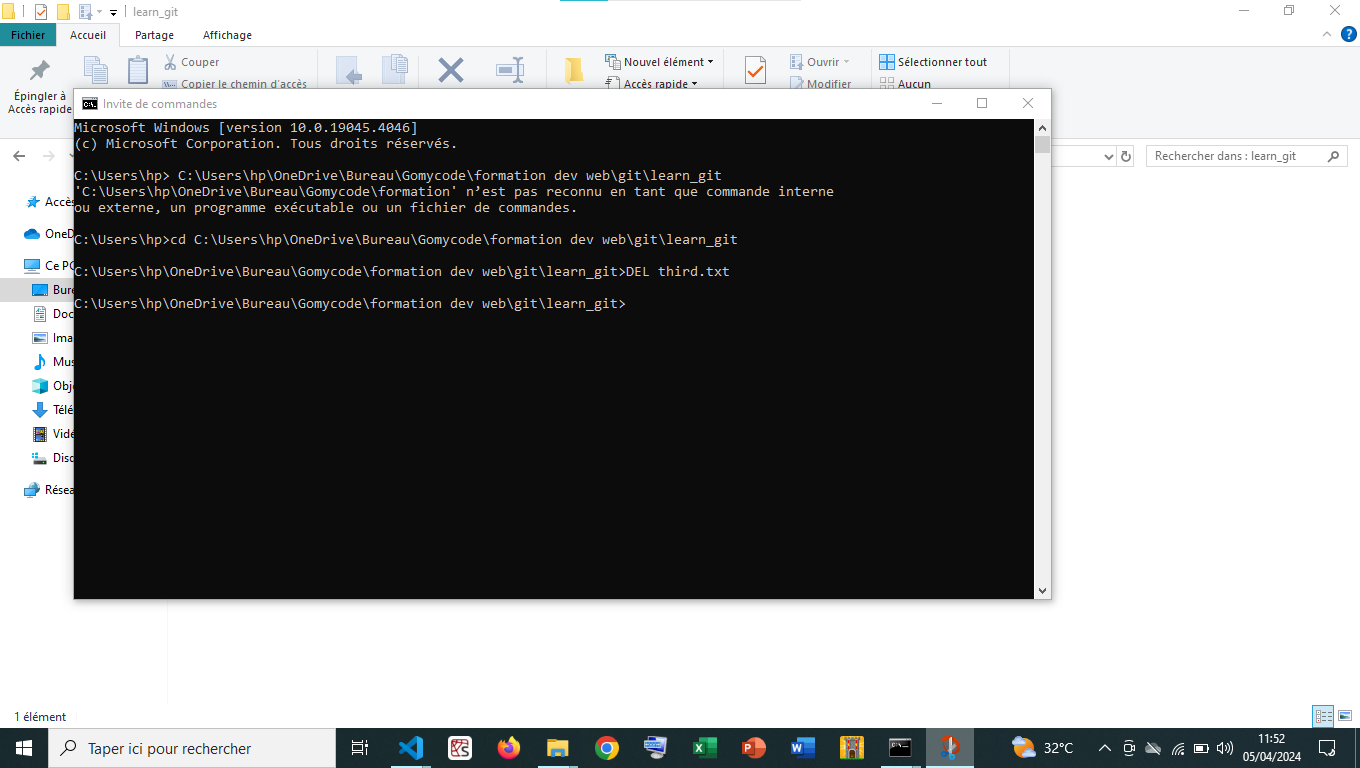 learn_git
Fichier Accueil Partage Affichage
Épingler à
Accès rapide
Couper
Copier le chemin d'accès
Nouvel élément
Accès rapide
Ouvrir
Modifier
Sélectionner tout
Aucun
Invite de commandes
Microsoft Windows [version 10.0.19045.4046]
(c) Microsoft Corporation. Tous droits réservés.
C:\Users\hp> C:\Users\hp\OneDrive\Bureau\Gomycode\formation dev web\git\learn_git
'C:\Users\hp\OneDrive\Bureau\Gomycode\formation' n’est pas reconnu en tant que commande interne
ou externe, un programme exécutable ou un fichier de commandes.
C:\Users\hp>cd C:\Users\hp\OneDrive\Bureau\Gomycode\formation dev web\git\learn_git
C:\Users\hp\OneDrive\Bureau\Gomycode\formation dev web\git\learn_git>DEL third.txt
C:\Users\hp\OneDrive\Bureau\Gomycode\formation dev web\git\learn_git>
Rechercher dans : learn_git
Accès
OneD
Ce PC
Bure
Doc
Ima
Mus
Obje
Télé
Vidé
Disc
Résea
1 élément
Taper ici pour rechercher
32°C
11:52
05/04/2024